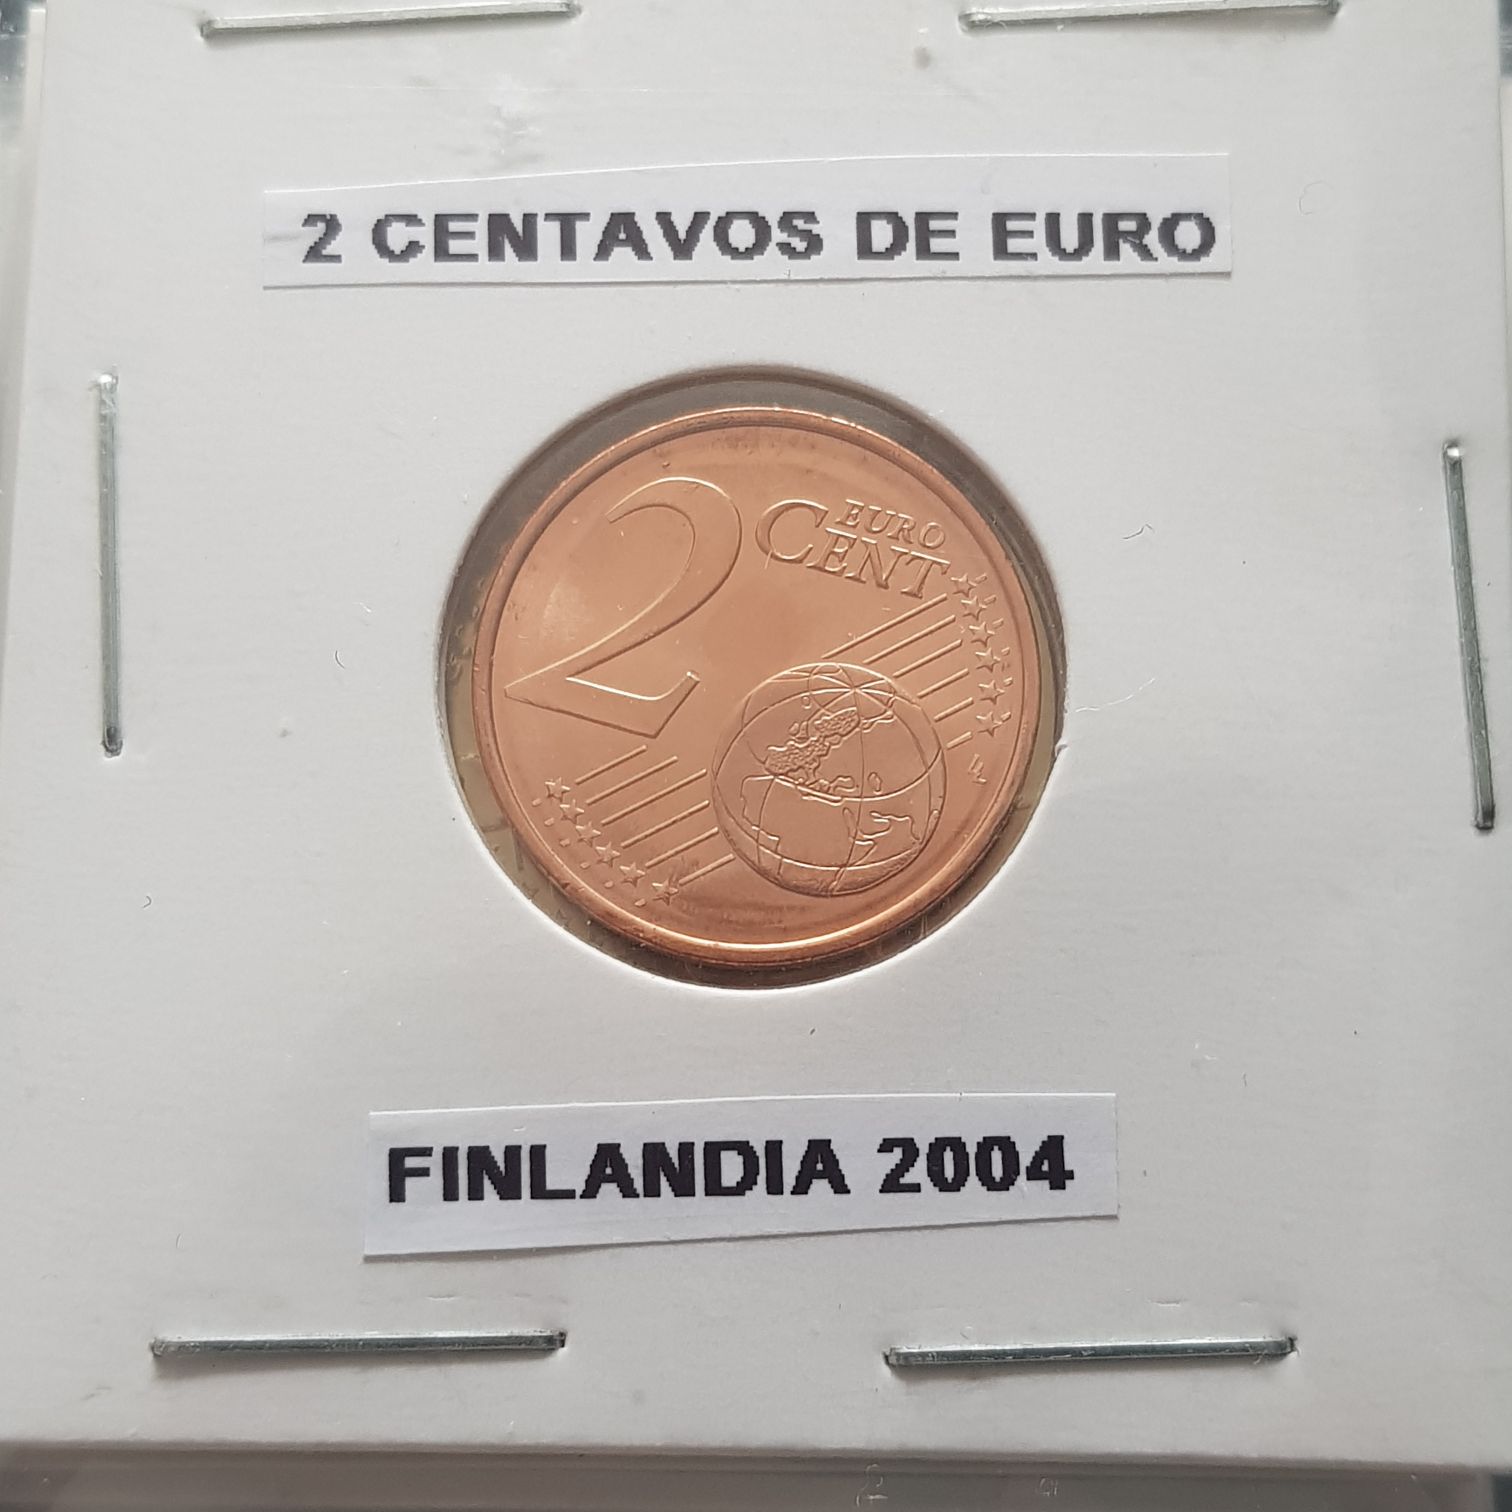 2 CENTAVOS DE EURO
2 EURO
CENT
FINLANDIA 2004